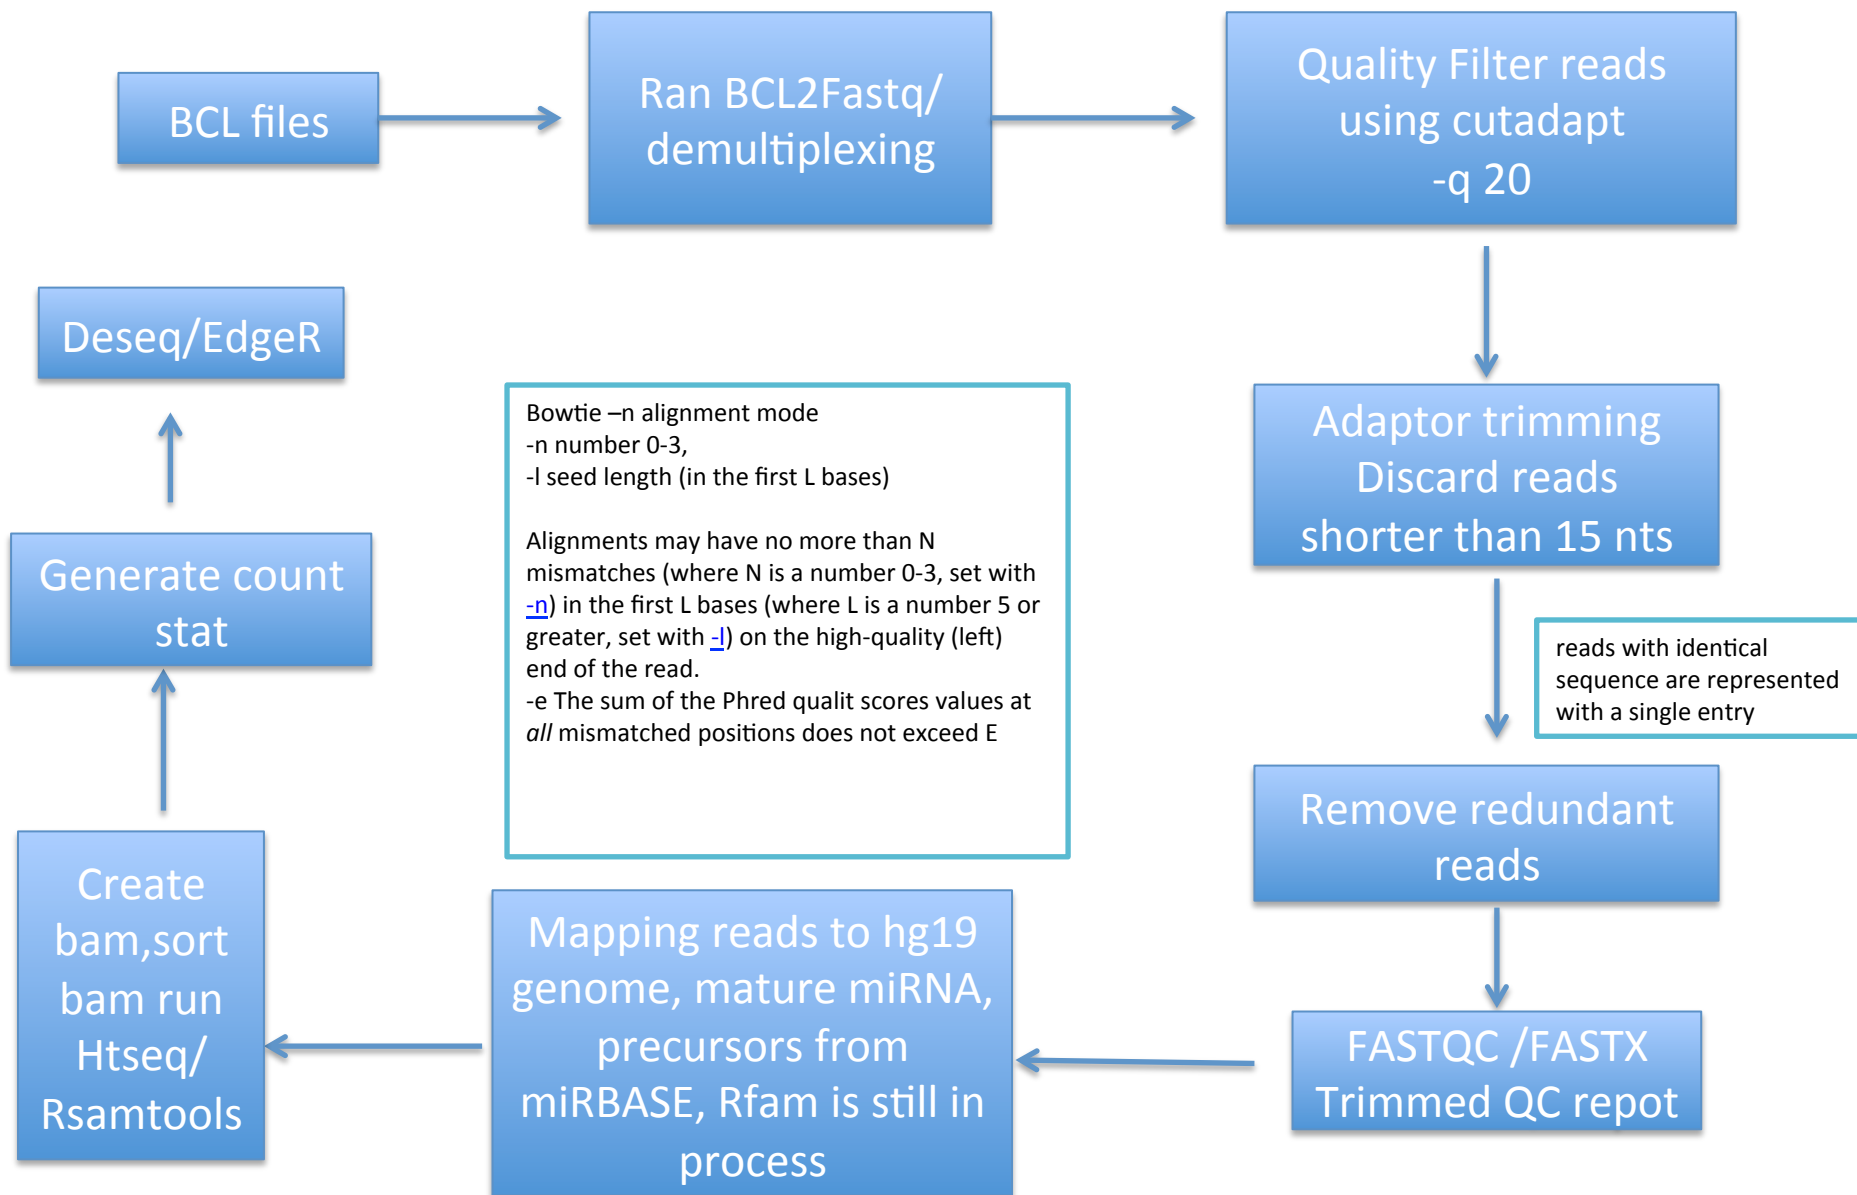 BCL files
Ran BCL2Fastq/
demultiplexing
Quality Filter reads
using cutadapt
-q 20
Adaptor trimming
Discard reads
shorter than 15 nts
reads with identical
sequence are represented
with a single entry
Remove redundant
reads
FASTQC /FASTX
Trimmed QC repot
Mapping reads to hg19
genome, mature miRNA,
precursors from
miRBASE, Rfam is still in
process
Bowtie –n alignment mode
-n number 0-3,
-l seed length (in the first L bases)
Alignments may have no more than N
mismatches (where N is a number 0-3, set with
-n) in the first L bases (where L is a number 5 or
greater, set with -l) on the high-quality (left)
end of the read.
-e The sum of the Phred qualit scores values at
all mismatched positions does not exceed E
Create
bam,sort
bam run
Htseq/
Rsamtools
Generate count
stat
Deseq/EdgeR